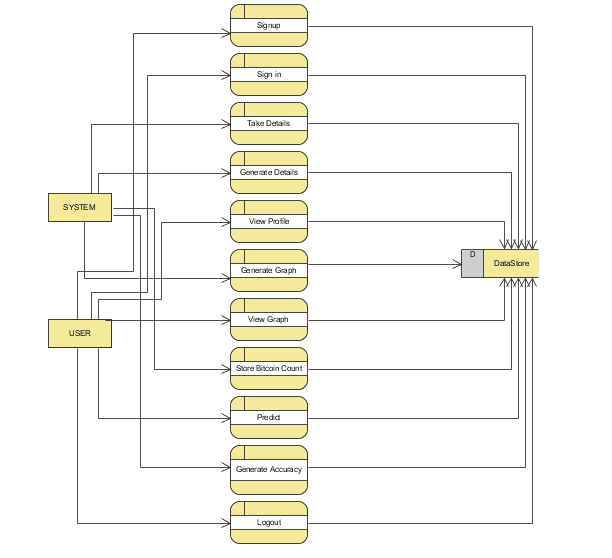 Signup
Sign in
Take Details
Generate Details
SYSTEM
View Profile
D
DataStore
Generate Graph
View Graph
USER
Store Bitcoin Count
Predict
Generate Accuracy
Logout